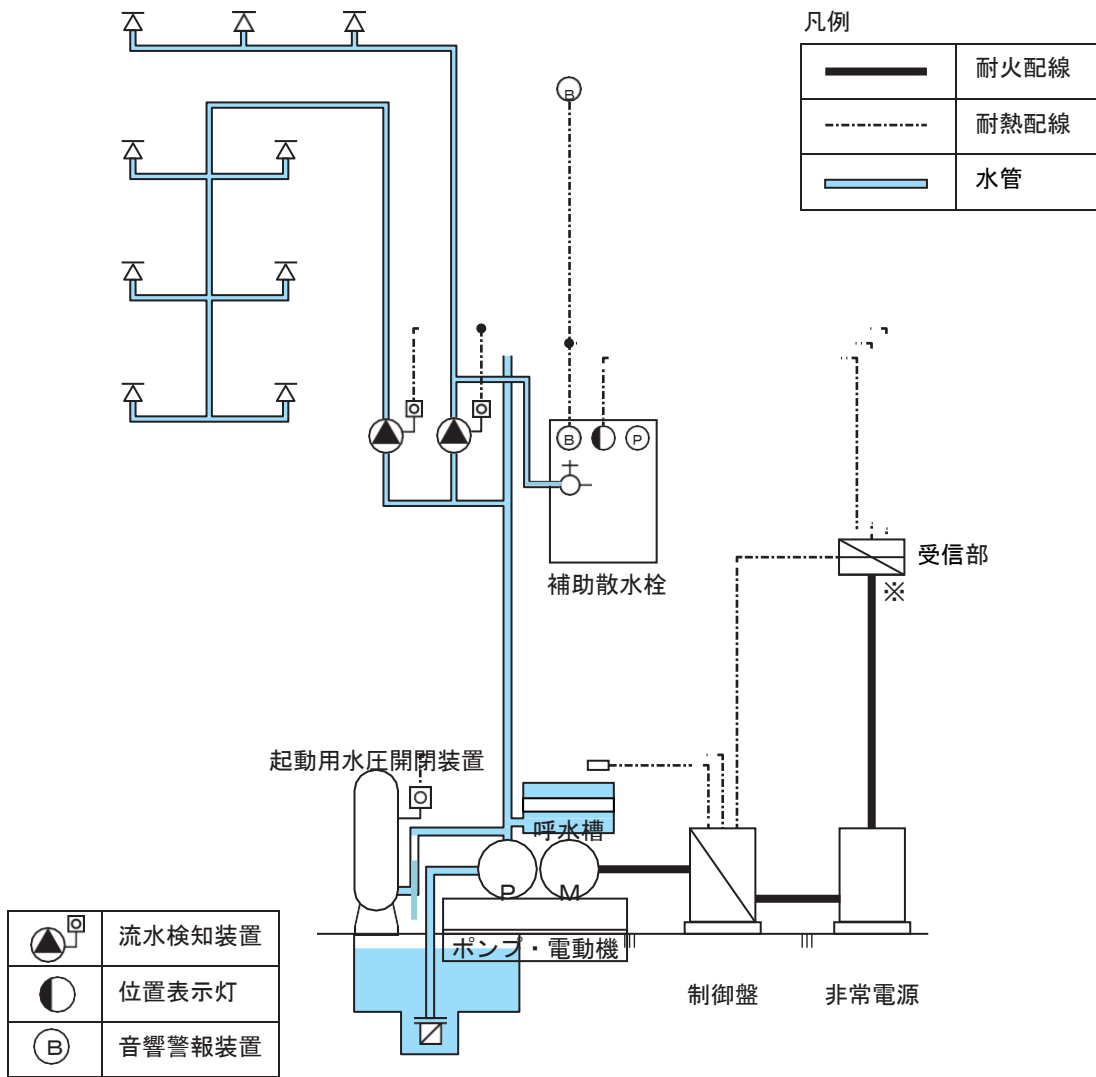 凡例
耐火配線
耐熱配線
水管
B
B
P
補助散水栓
受信部
※
起動用水圧開閉装置
呼水槽
P
M
ポンプ・電動機
制御盤
非常電源
流水検知装置
位置表示灯
B
音響警報装置